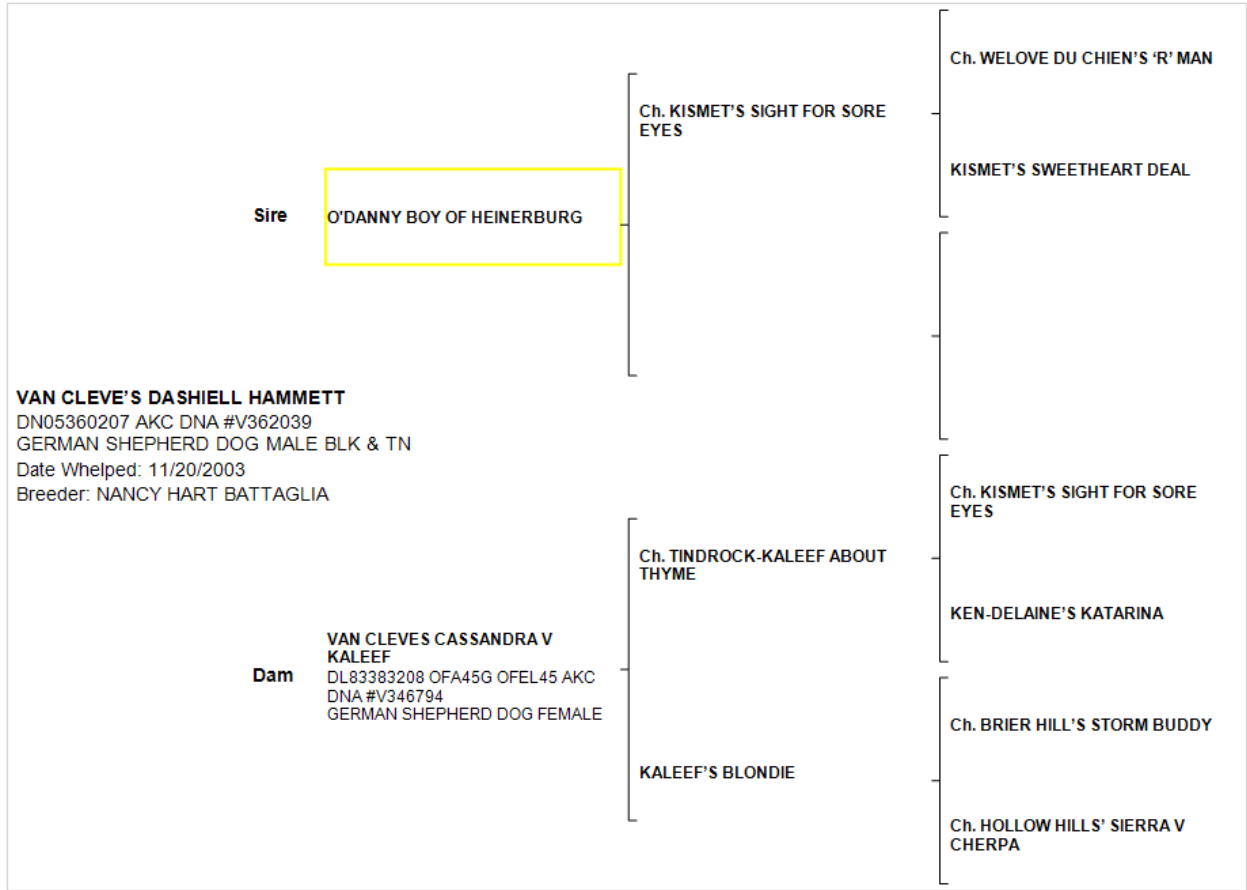 Ch. WELOVE DU CHIEN’S ‘R’ MAN
Ch. KISMET’S SIGHT FOR SORE
EYES
KISMET’S SWEETHEART DEAL
Sire
O'DANNY BOY OF HEINERBURG
VAN CLEVE’S DASHIELL HAMMETT
DN05360207 AKC DNA #V362039
GERMAN SHEPHERD DOG MALE BLK & TN
Date Whelped: 11/20/2003
Breeder: NANCY HART BATTAGLIA
Ch. KISMET’S SIGHT FOR SORE
EYES
Ch. TINDROCK-KALEEF ABOUT
THYME
KEN-DELAINE’S KATARINA
Dam
VAN CLEVES CASSANDRA V
KALEEF
DL83383208 OFA45G OFEL45 AKC
DNA #V346794
GERMAN SHEPHERD DOG FEMALE
Ch. BRIER HILL’S STORM BUDDY
KALEEF’S BLONDIE
Ch. HOLLOW HILLS’ SIERRA V
CHERPA